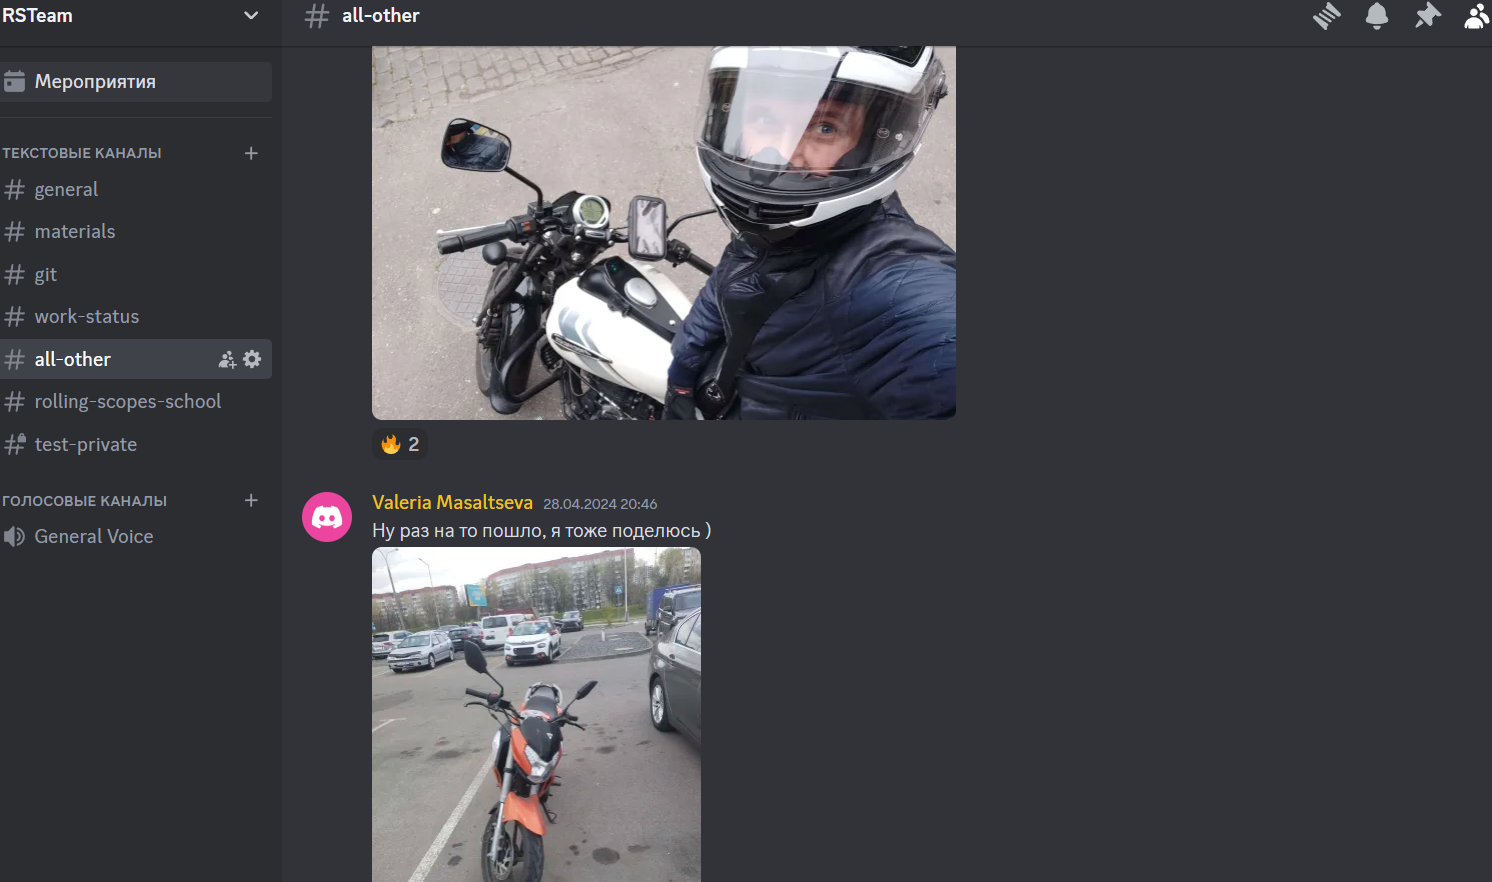 RSTeam
Мероприятия
ТЕКСТОВЫЕ КАНАЛЫ
general
materials
git
work-status
all-other
rolling-scopes-school
test-private
ГОЛОСОВЫЕ КАНАЛЫ
General Voice
all-other
2
Valeria Masaltseva 28.04.2024 20:46
Ну раз на то пошло, я тоже поделюсь )